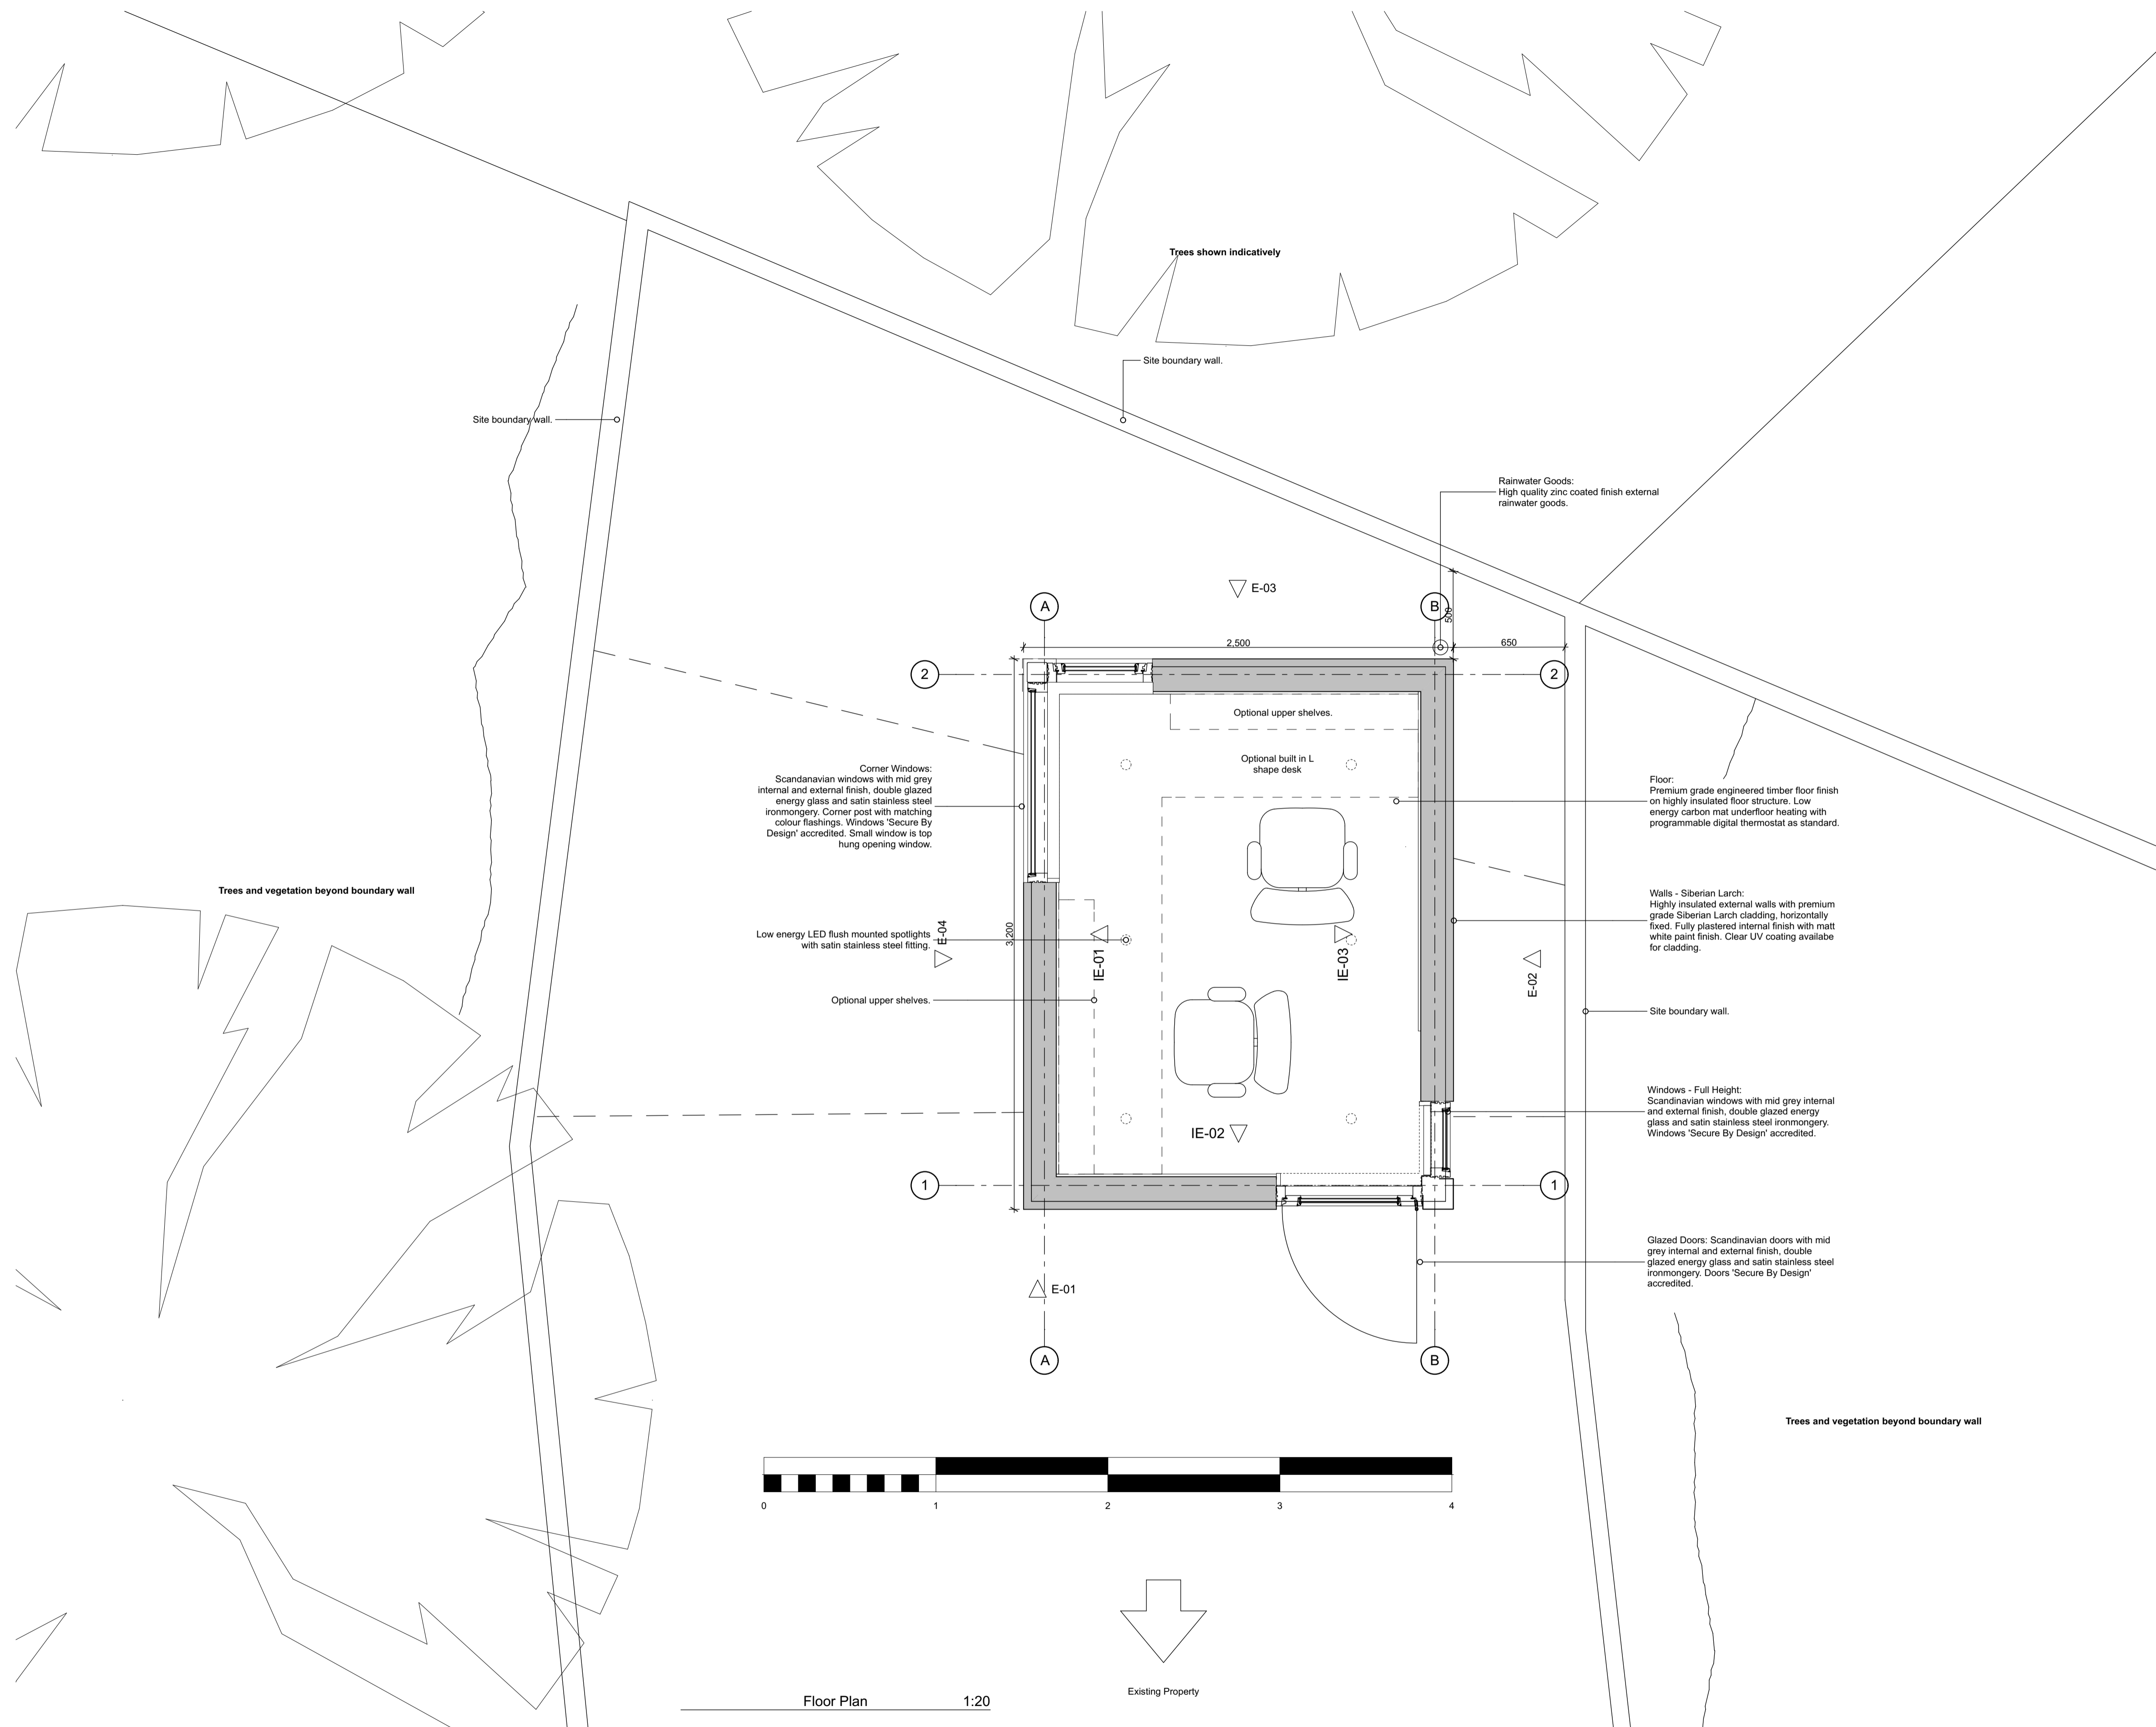 Trees shown indicatively
Site boundary wall.
Site boundary wall.
Rainwater Goods:
High quality zinc coated finish external
rainwater goods.
E-03
A
B
500
2,500
650
2
2
Optional upper shelves.
Optional built in L
shape desk
Corner Windows:
Scandanavian windows with mid grey
internal and external finish, double glazed
energy glass and satin stainless steel
ironmongery. Corner post with matching
colour flashings. Windows 'Secure By
Design' accredited. Small window is top
hung opening window.
Floor:
Premium grade engineered timber floor finish
on highly insulated floor structure. Low
energy carbon mat underfloor heating with
programmable digital thermostat as standard.
Trees and vegetation beyond boundary wall
Walls - Siberian Larch:
Highly insulated external walls with premium
grade Siberian Larch cladding, horizontally
fixed. Fully plastered internal finish with matt
white paint finish. Clear UV coating availabe
for cladding.
Low energy LED flush mounted spotlights
with satin stainless steel fitting.
E-04
3,200
IE-01
IE-03
E-02
Optional upper shelves.
Site boundary wall.
Windows - Full Height:
Scandinavian windows with mid grey internal
and external finish, double glazed energy
glass and satin stainless steel ironmongery.
Windows 'Secure By Design' accredited.
IE-02
1
1
Glazed Doors: Scandinavian doors with mid
grey internal and external finish, double
glazed energy glass and satin stainless steel
ironmongery. Doors 'Secure By Design'
accredited.
E-01
A
B
Trees and vegetation beyond boundary wall
0 1 2 3 4
Existing Property
Floor Plan 1:20